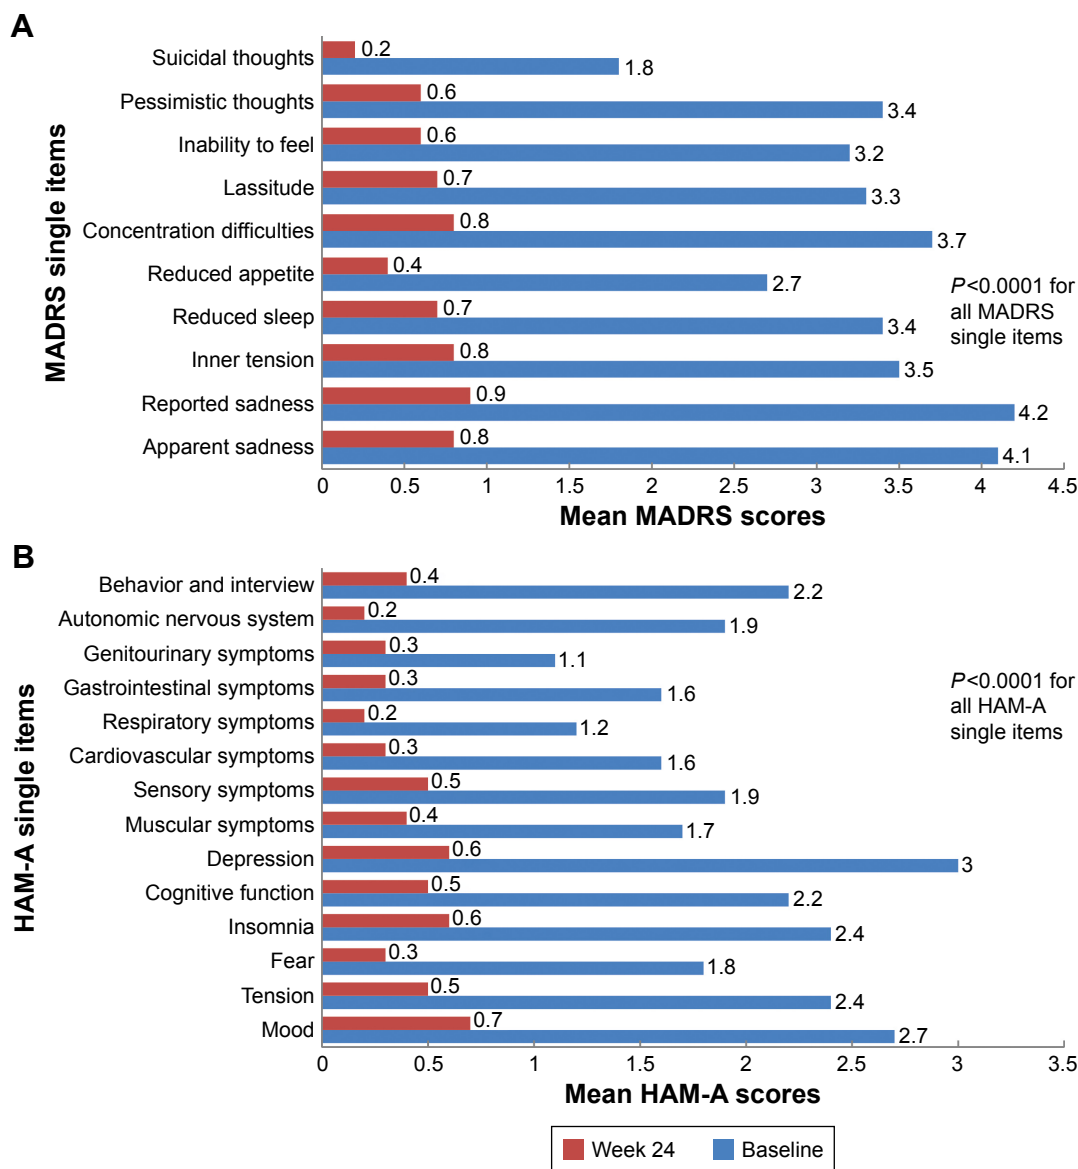 A
MADRS single items
Suicidal thoughts 0.2 1.8
Pessimistic thoughts 0.6 3.4
Inability to feel 0.6 3.2
Lassitude 0.7 3.3
Concentration difficulties 0.8 3.7
Reduced appetite 0.4 2.7
Reduced sleep 0.7 3.4
Inner tension 0.8 3.5
Reported sadness 0.9 4.2
Apparent sadness 0.8 4.1
P<0.0001 for
all MADRS
single items
0 0.5 1 1.5 2 2.5 3 3.5 4 4.5
Mean MADRS scores
B
HAM-A single items
Behavior and interview 0.4 2.2
Autonomic nervous system 0.2 1.9
Genitourinary symptoms 0.3 1.1
Gastrointestinal symptoms 0.3 1.6
Respiratory symptoms 0.2 1.2
Cardiovascular symptoms 0.3 1.6
Sensory symptoms 0.5 1.9
Muscular symptoms 0.4 1.7
Depression 0.6 3
Cognitive function 0.5 2.2
Insomnia 0.6 2.4
Fear 0.3 1.8
Tension 0.5 2.4
Mood 0.7 2.7
P<0.0001 for
all HAM-A
single items
0 0.5 1 1.5 2 2.5 3 3.5
Mean HAM-A scores
Week 24 Baseline